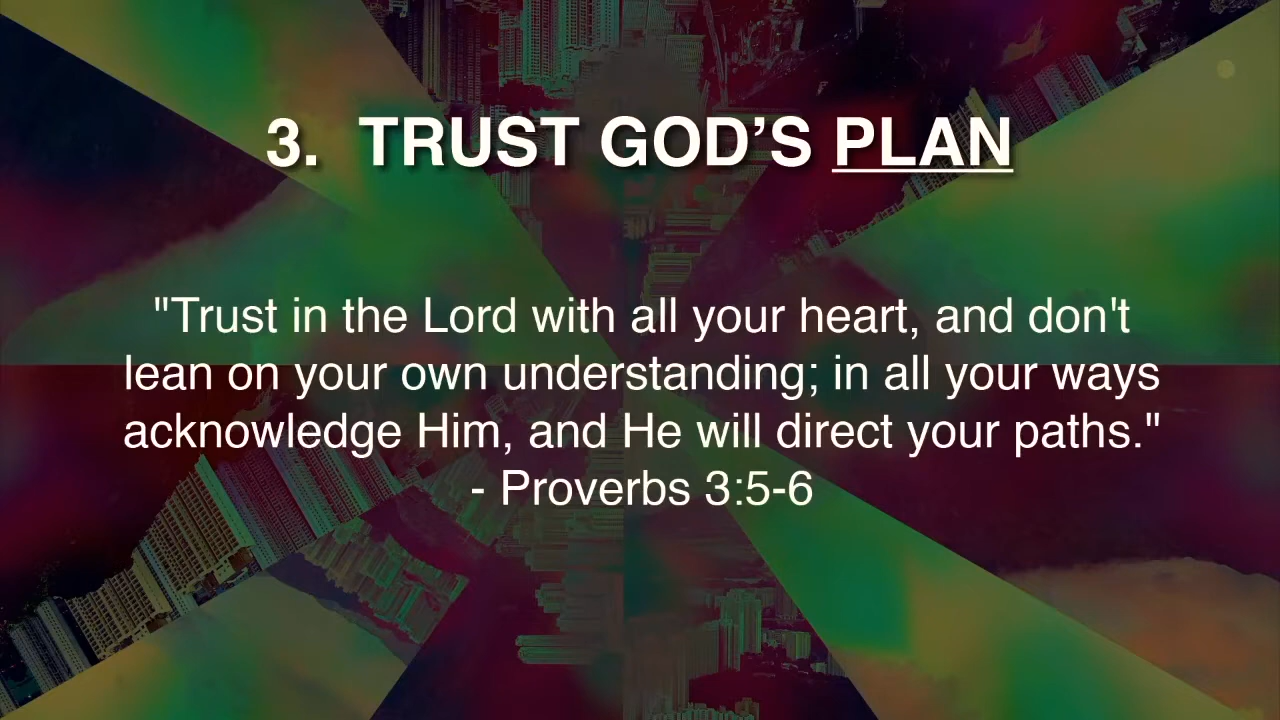 3. TRUST GOD’S PLAN
"Trust in the Lord with all your heart, and don't
lean on your own understanding; in all your ways
acknowledge Him, and He will direct your paths."
- Proverbs 3:5-6